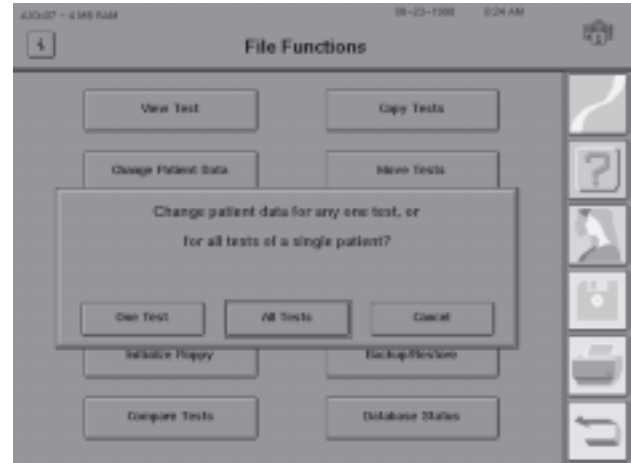 File Functions
View Test
Copy Tests
Change Patient Data
Move Tests
Change patient data for any one test, or
for all tests of a single patient?
One Test
All Tests
Cancel
Initialize Floppy
Backup/Restore
Compare Tests
Database Status